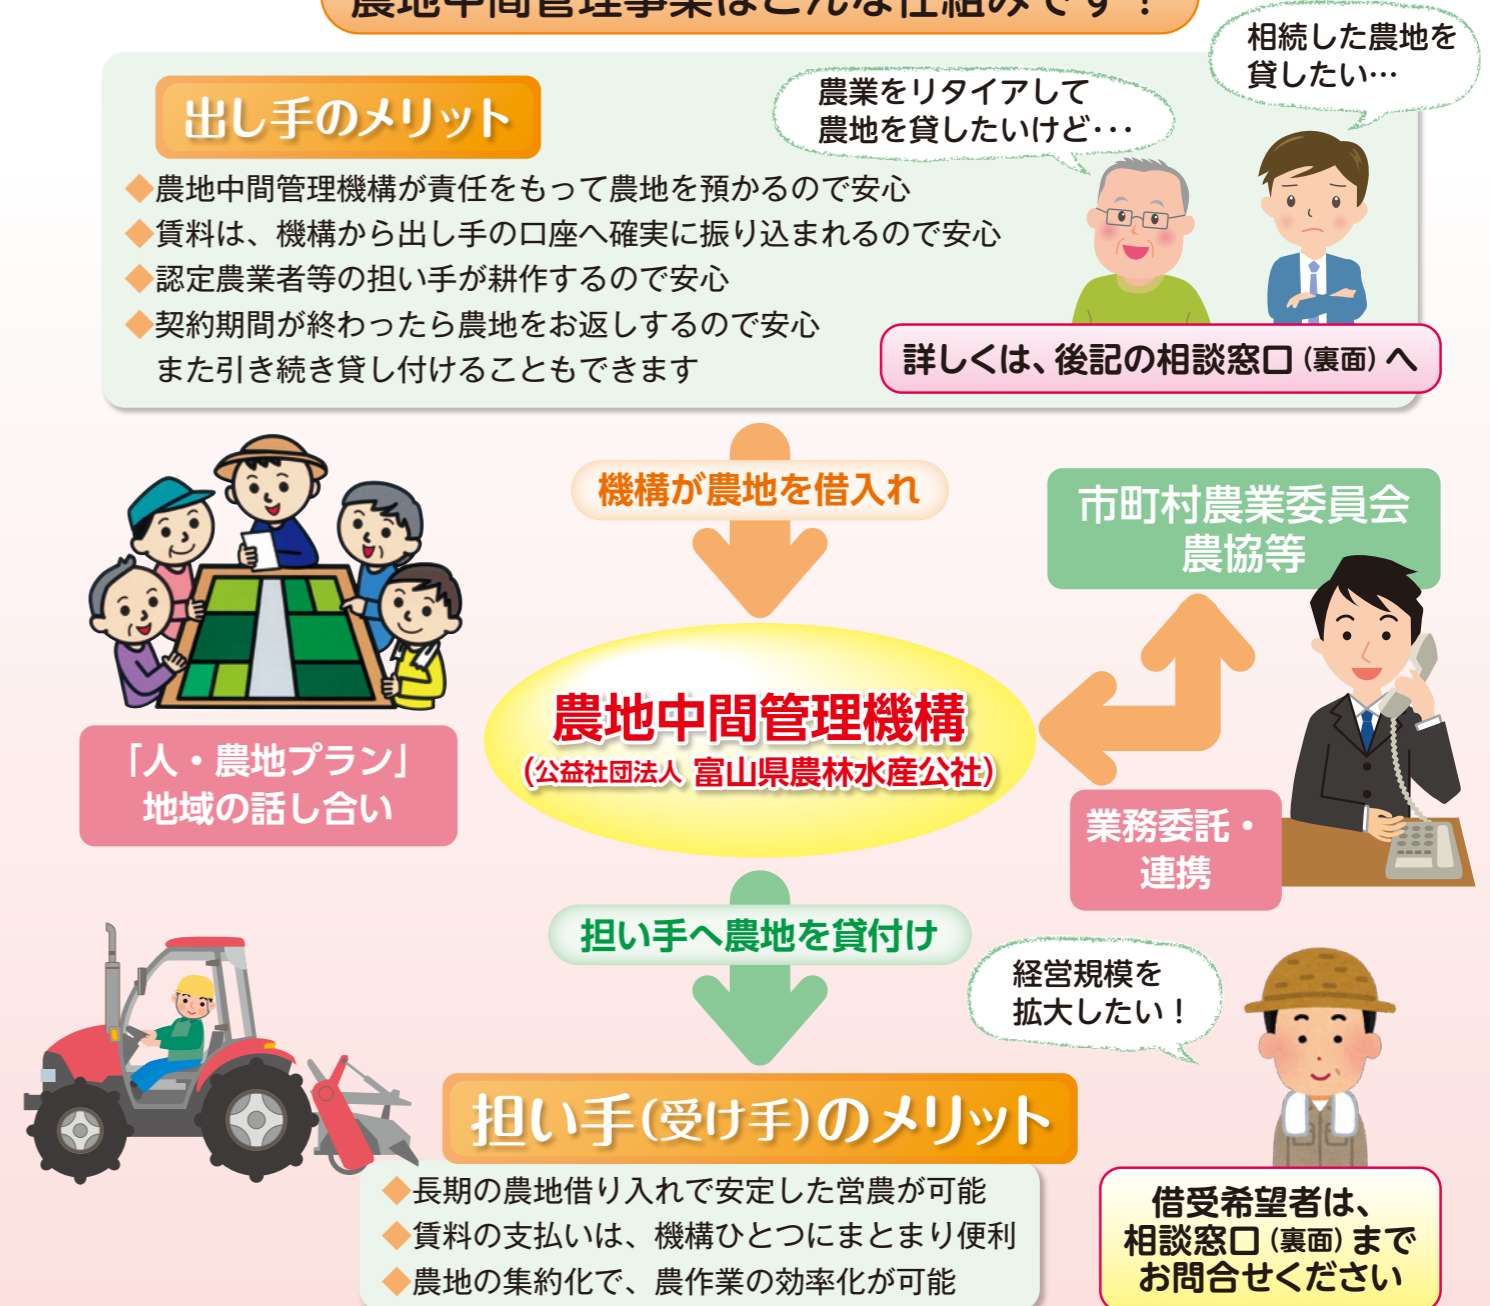 農地中間管理事業はこんな仕組みです！
相続した農地を
貸したい…
出し手のメリット
農業をリタイアして
農地を貸したいけど･･･
◆農地中間管理機構が責任をもって農地を預かるので安心
◆賃料は、機構から出し手の口座へ確実に振り込まれるので安心
◆認定農業者等の担い手が耕作するので安心
◆契約期間が終わったら農地をお返しするので安心
また引き続き貸し付けることもできます
詳しくは、後記の相談窓口（裏面）へ
機構が農地を借入れ
市町村農業委員会
農協等
農地中間管理機構
（公益社団法人 富山県農林水産公社）
「人・農地プラン」
地域の話し合い
業務委託・
連携
担い手へ農地を貸付け
経営規模を
拡大したい！
担い手（受け手）のメリット
◆長期の農地借り入れで安定した営農が可能
◆賃料の支払いは、機構ひとつにまとまり便利
◆農地の集約化で、農作業の効率化が可能
借受希望者は、
相談窓口（裏面）まで
お問合せください